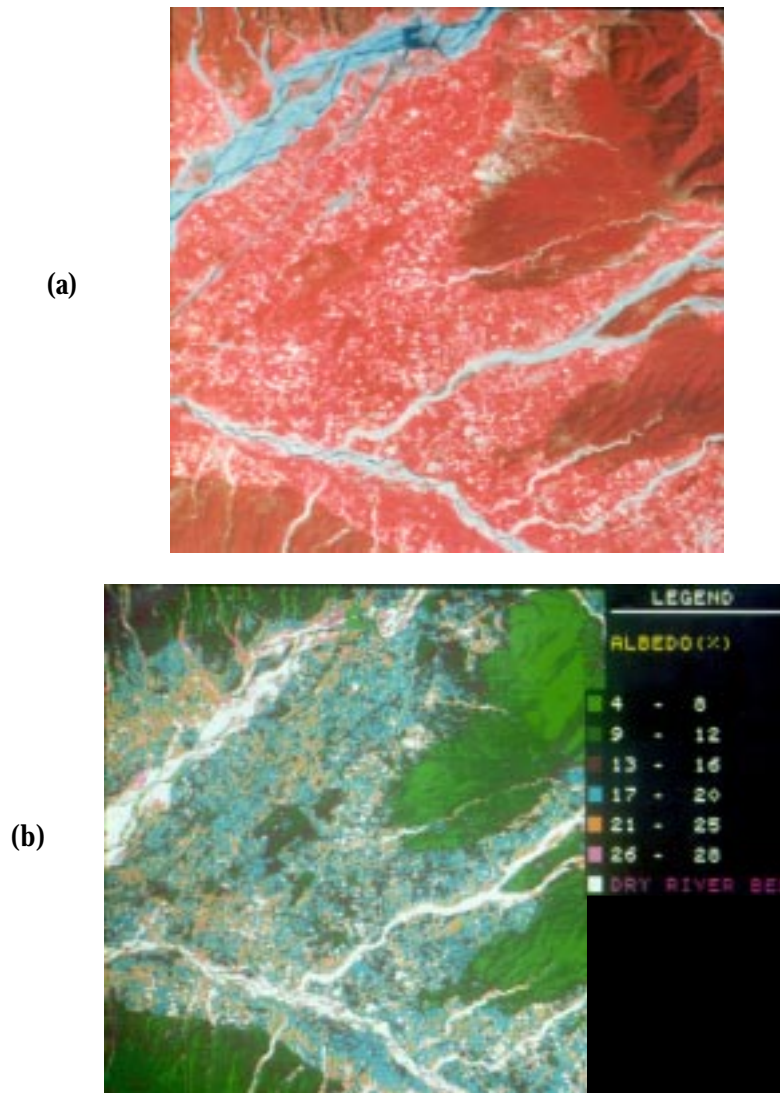 (a)
LEGEND
ALBEDO(%)
4 - 8
9 - 12
13 - 16
17 - 20
21 - 25
26 - 28
DRY RIVER BE
(b)